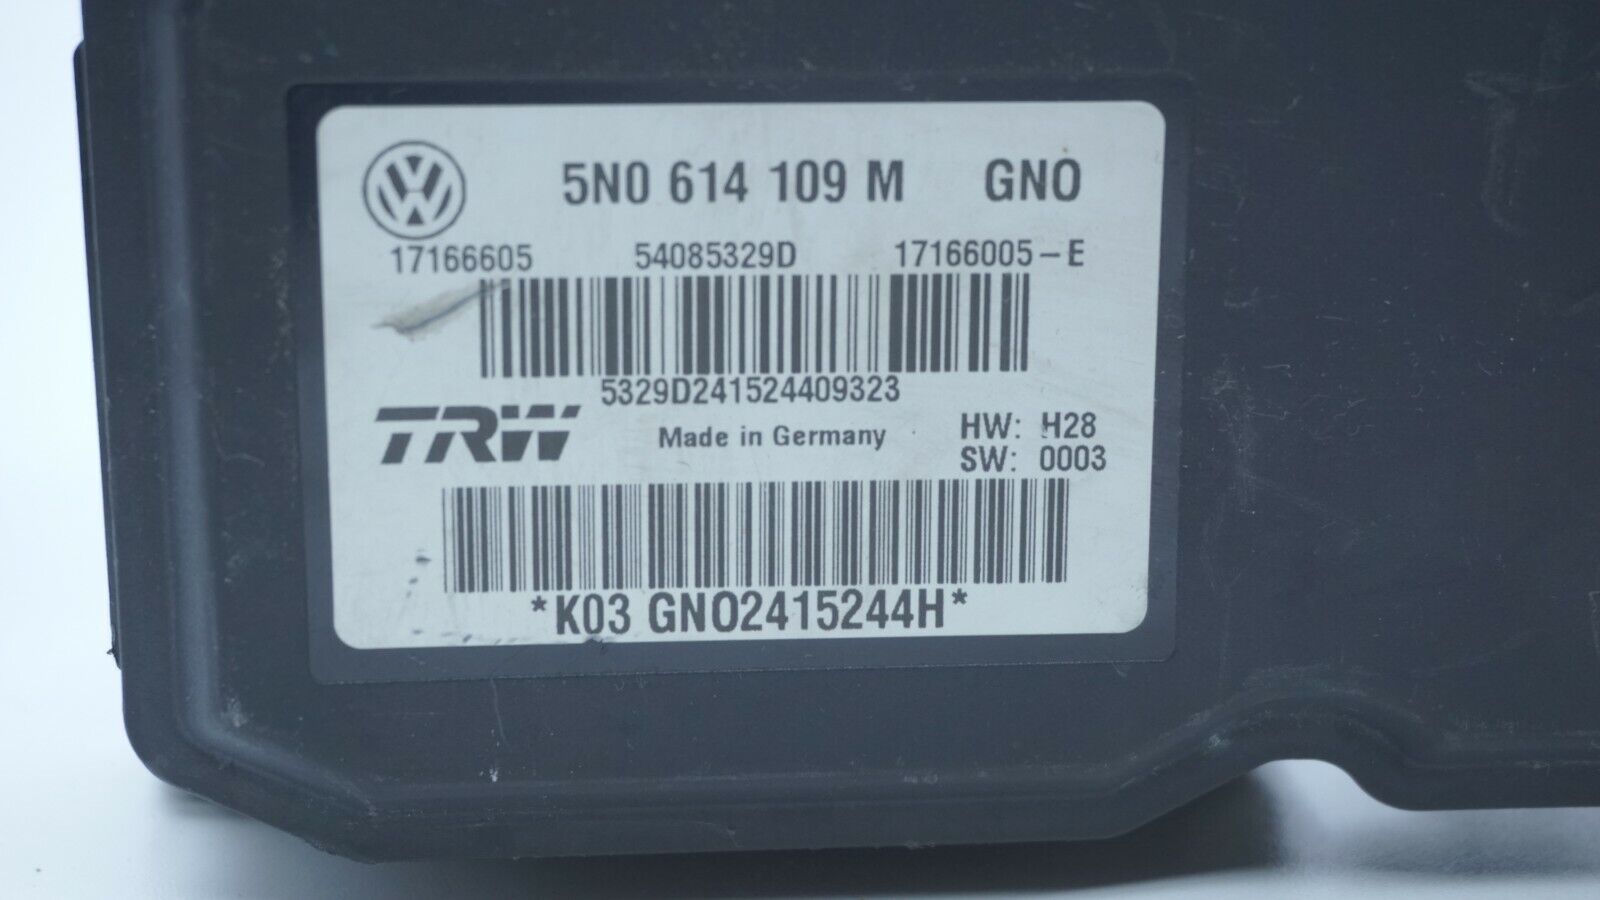 5N0 614 109 M GNO
17166605 54085329D 17166005-E
5329D241524409323
TRW Made in Germany HW: H28
SW: 0003
*K03 GNO2415244H*